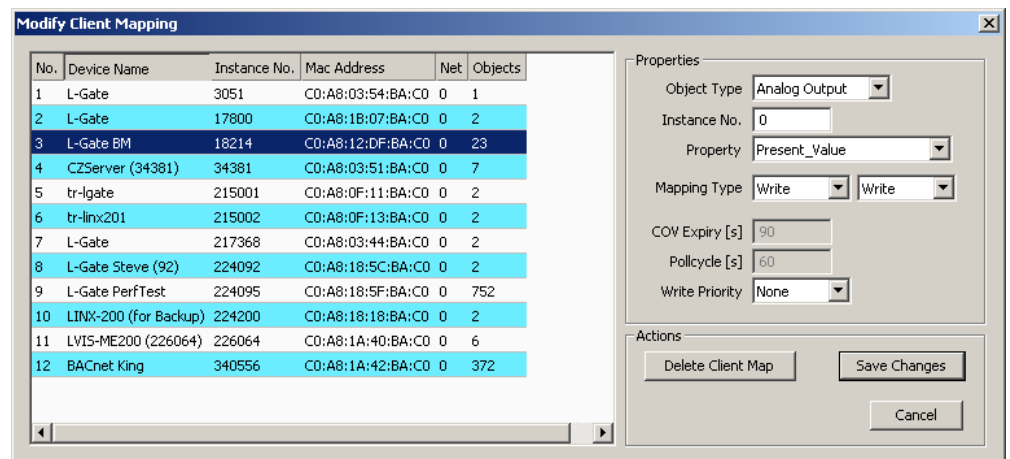 Modify Client Mapping
No. Device Name Instance No. Mac Address Net Objects
1 L-Gate 3051 C0:A8:03:54:BA:C0 0 1
2 L-Gate 17800 C0:A8:1B:07:BA:C0 0 2
3 L-Gate BM 18214 C0:A8:12:DF:BA:C0 0 23
4 CZServer (34381) 34381 C0:A8:03:51:BA:C0 0 7
5 tr-lgate 215001 C0:A8:0F:11:BA:C0 0 2
6 tr-linx201 215002 C0:A8:0F:13:BA:C0 0 2
7 L-Gate 217368 C0:A8:03:44:BA:C0 0 2
8 L-Gate Steve (92) 224092 C0:A8:18:5C:BA:C0 0 2
9 L-Gate PerfTest 224095 C0:A8:18:5F:BA:C0 0 752
10 LINX-200 (for Backup) 224200 C0:A8:18:18:BA:C0 0 2
11 LVIS-ME200 (226064) 226064 C0:A8:1A:40:BA:C0 0 6
12 BACnet King 340556 C0:A8:1A:42:BA:C0 0 372
Properties
Object Type Analog Output
Instance No. 0
Property Present_Value
Mapping Type Write Write
COV Expiry [s] 90
Pollcycle [s] 60
Write Priority None
Actions
Delete Client Map Save Changes
Cancel